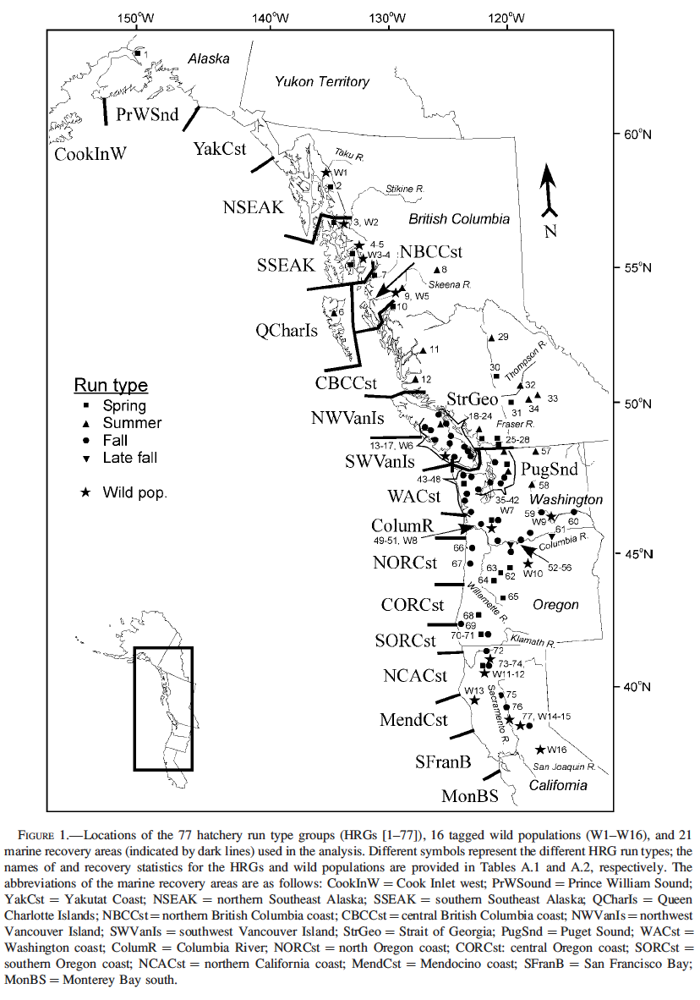 150°W
140°W
130°W
120°W
1
Alaska
Yukon Territory
PrWSnd
CookInW
YakCst
60°N
Taku R.
W1
2
Stikine R.
NSEAK
3, W2
British Columbia
N
4-5
W3-4
NBCCst
SSEAK
7
8
55°N
Skeena R.
9, W5
10
6
QCharIs
29
11
CBCCst
30
Thompson R.
12
Run type
Spring
Summer
Fall
Late fall
Wild pop.
StrGeo
32
33
31
34
50°N
NWVanIs
18-24
Fraser R.
13-17, W6
25-28
SWVanIs
57
PugSnd
43-48
58
WACst
35-42
Washington
W7
59
W9
60
ColumR
49-51, W8
61
Columbia R.
66
52-56
45°N
NORCst
67
63
62
W10
64
65
Willemette R.
CORCst
Oregon
68
69
SORCst
70-71
Klamath R.
72
NCACst
73-74,
W11-12
40°N
W13
75
Sacramento R.
76
MendCst
77, W14-15
W16
SFranB
San Joaquin R.
California
MonBS
FIGURE 1.—Locations of the 77 hatchery run type groups (HRGs [1–77]), 16 tagged wild populations (W1–W16), and 21
marine recovery areas (indicated by dark lines) used in the analysis. Different symbols represent the different HRG run types; the
names of and recovery statistics for the HRGs and wild populations are provided in Tables A.1 and A.2, respectively. The
abbreviations of the marine recovery areas are as follows: CookInW = Cook Inlet west; PrWSound = Prince William Sound;
YakCst = Yakutat Coast; NSEAK = northern Southeast Alaska; SSEAK = southern Southeast Alaska; QCharIs = Queen
Charlotte Islands; NBCCst = northern British Columbia coast; CBCCst = central British Columbia coast; NWVanIs = northwest
Vancouver Island; SWVanIs = southwest Vancouver Island; StrGeo = Strait of Georgia; PugSnd = Puget Sound; WACst =
Washington coast; ColumR = Columbia River; NORCst = north Oregon coast; CORCst: central Oregon coast; SORCst =
southern Oregon coast; NCACst = northern California coast; MendCst = Mendocino coast; SFranB = San Francisco Bay;
MonBS = Monterey Bay south.